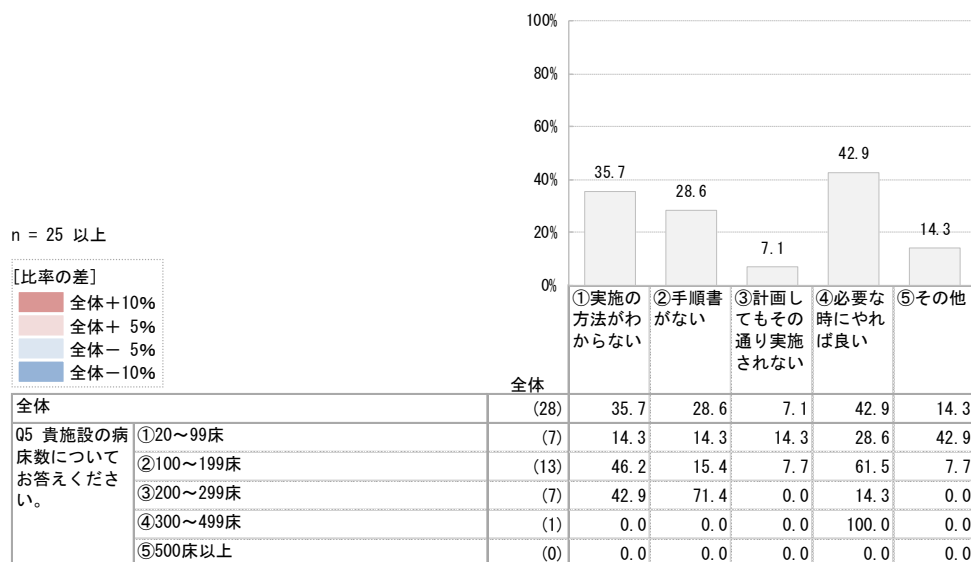 100%
80%
60%
40%
20%
0%
35.7
28.6
7.1
42.9
14.3
n = 25 以上
[比率の差]
全体＋10%
全体＋ 5%
全体－ 5%
全体－10%
全体
①実施の
方法がわ
からない
②手順書
がない
③計画し
てもその
通り実施
されない
④必要な
時にやれ
ば良い
⑤その他
全体 (28) 35.7 28.6 7.1 42.9 14.3
Q5 貴施設の病
床数について
お答えくださ
い。
①20～99床 (7) 14.3 14.3 14.3 28.6 42.9
②100～199床 (13) 46.2 15.4 7.7 61.5 7.7
③200～299床 (7) 42.9 71.4 0.0 14.3 0.0
④300～499床 (1) 0.0 0.0 0.0 100.0 0.0
⑤500床以上 (0) 0.0 0.0 0.0 0.0 0.0